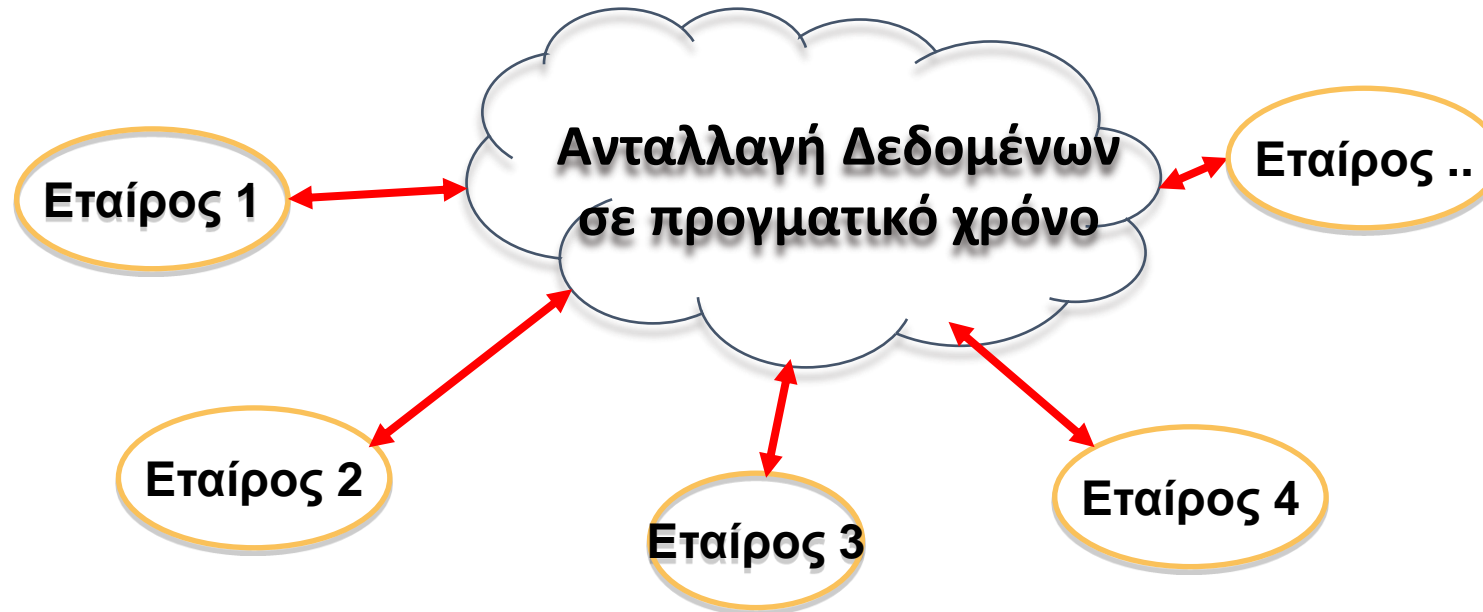 Ανταλλαγή Δεδομένων
σε προγματικό χρόνο
Εταίρος 1
Εταίρος ..
Εταίρος 2
Εταίρος 3
Εταίρος 4